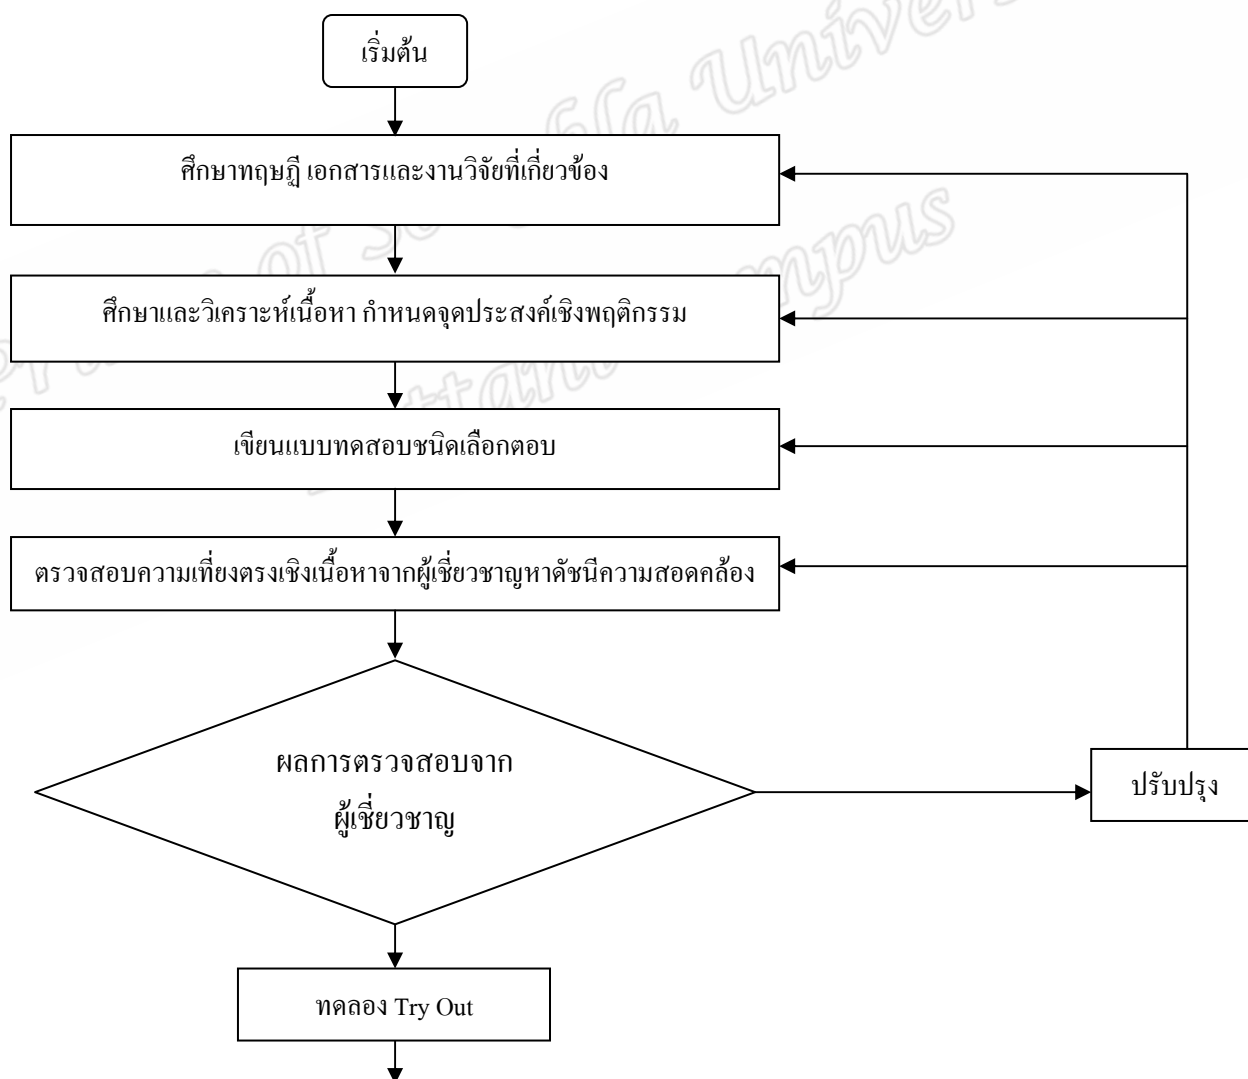 เริ่มต้น
ศึกษาทฤษฎี เอกสารและงานวิจัยที่เกี่ยวข้อง
ศึกษาและวิเคราะห์เนื้อหา กำหนดจุดประสงค์เชิงพฤติกรรม
เขียนแบบทดสอบชนิดเลือกตอบ
ตรวจสอบความเที่ยงตรงเชิงเนื้อหาจากผู้เชี่ยวชาญหาดัชนีความสอดคล้อง
ผลการตรวจสอบจาก
ผู้เชี่ยวชาญ
ปรับปรุง
ทดลอง Try Out